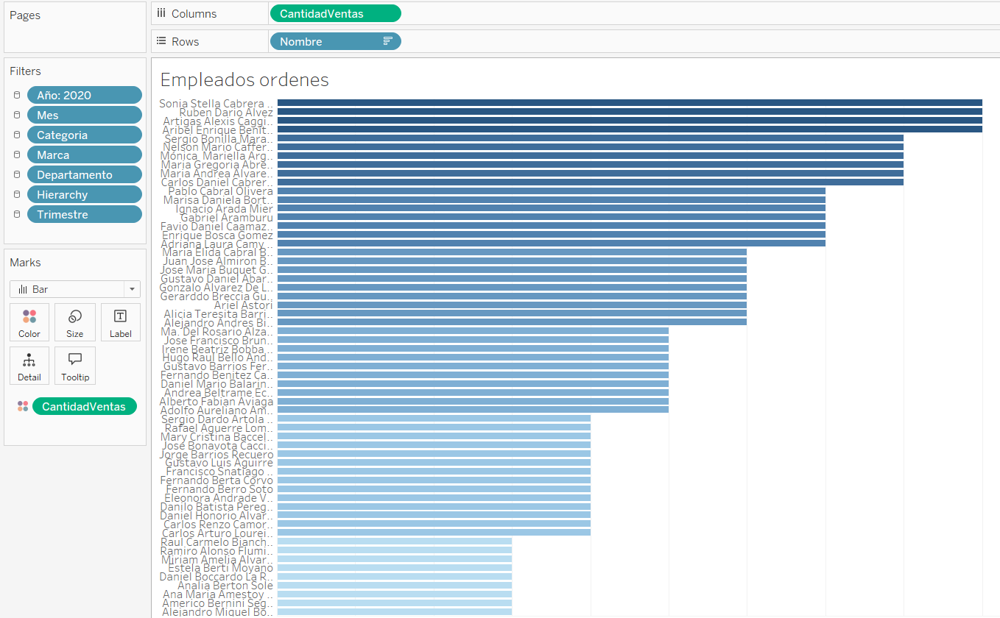 Pages
Columns
CantidadVentas
Rows
Nombre
Filters
Año: 2020
Mes
Categoria
Marca
Departamento
Hierarchy
Trimestre
Marks
Bar
Color
Size
Label
Detail
Tooltip
CantidadVentas
Empleados ordenes
Sonia Stella Cabrera ..
Ruben Dario Alvez
Artigas Alexis Caggi..
Aribel Enrique Benit..
Sergio Bonilla Mara..
Nelson Mario Caffer..
Mónica Mariella Arg..
Maria Gregoria Abre..
Maria Andrea Alvare..
Carlos Daniel Cabrer..
Pablo Cabral Olivera
Marisa Daniela Bort..
Ignacio Arada Mier
Gabriel Aramburu
Favio Daniel Caamaz..
Enrique Bosca Gomez
Adriana Laura Camy ..
Maria Elida Cabral B..
Juan Jose Almiron B..
Jose Maria Buquet G..
Gustavo Daniel Abar..
Gonzalo Alvarez De L..
Gerarddo Breccia Gu..
Ariel Astori
Alicia Teresita Barri..
Alejandro Andres Bi..
Ma. Del Rosario Alza..
Jose Francisco Brun..
Irene Beatriz Bobba ..
Hugo Raul Bello And..
Gustavo Barrios Fer..
Fernando Benitez Ca..
Daniel Mario Balarin..
Andrea Beltrame Ec..
Alberto Fabian Aviaga
Adolfo Aureliano Am..
Sergio Dardo Artola ..
Rafael Aguerre Lom..
Mary Cristina Baccel..
José Bonavota Cacci..
Jorge Barrios Recuero
Gustavo Luis Aguirre
Francisco Snatiago ..
Fernando Berta Corvo
Fernando Berro Soto
Eleonora Andrade V..
Danilo Batista Pereg..
Daniel Honorio Alvar..
Carlos Renzo Camor..
Carlos Arturo Lourei..
Raul Carmelo Bianch..
Ramiro Alonso Flumi..
Miriam Amelia Alvar..
Estela Berti Moyano
Daniel Boccardo La R..
Analia Berton Sole
Ana Maria Amestoy ..
Americo Bernini Seg..
Alejandro Miguel Bo..